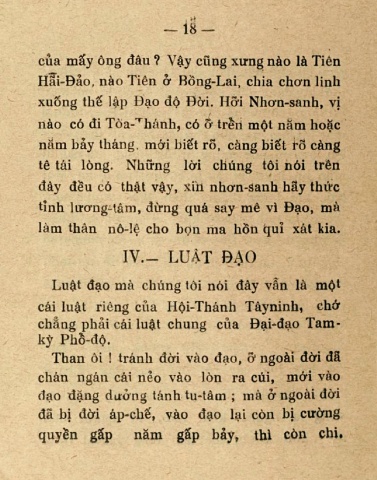 — 18 —
của mấy ông đâu ? Vậy cũng xưng nào là Tiên
Hải-Đảo, nào Tiên ở Bồng-Lai, chia chơn linh
xuống thế lập Đạo độ Đời. Hỡi Nhơn-sanh, vị
nào có đi Tòa-Thánh, có ở trển một năm hoặc
năm bảy tháng, mới biết rõ, càng biết rõ càng
tê tái lòng. Những lời chúng tôi nói trên
đây đều có thật vậy, xin nhơn-sanh hãy thức
tỉnh lương-tâm, đừng quá say mê vì Đạo, mà
làm thân nô-lệ cho bọn ma hồn quỉ xát kia.
IV.— LUẬT ĐẠO
Luật đạo mà chúng tôi nói đây vẫn là một
cái luật riêng của Hội-Thánh Tâyninh, chớ
chẳng phải cái luật chung của Đại-đạo Tam-
kỳ Phổ-độ.
Than ôi ! tránh đời vào đạo, ở ngoài đời đã
chán ngán cái nẻo vào lòn ra cúi, mới vào
đạo đặng dưởng tánh tu-tâm ; mà ở ngoài đời
đã bị đời áp-chế, vào đạo lại còn bị cường
quyền gấp năm gấp bảy, thì còn chi.